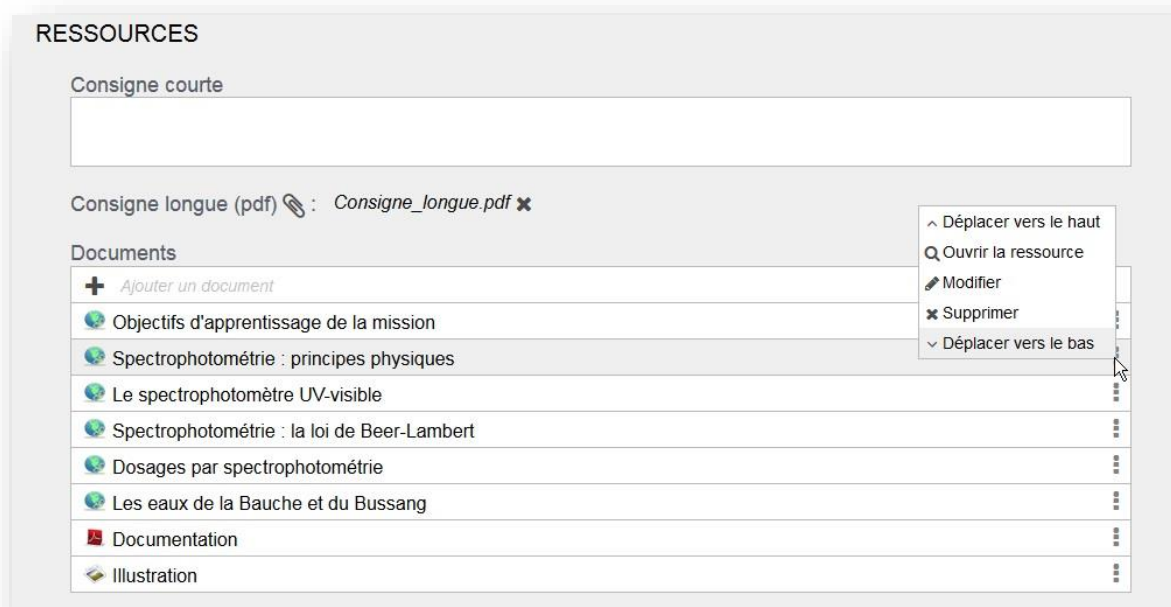 RESSOURCES
Consigne courte
Consigne longue (pdf) : Consigne_longue.pdf
Déplacer vers le haut
Ouvrir la ressource
Modifier
Supprimer
Déplacer vers le bas
Documents
Ajouter un document
Objectifs d'apprentissage de la mission
Spectrophotométrie : principes physiques
Le spectrophotomètre UV-visible
Spectrophotométrie : la loi de Beer-Lambert
Dosages par spectrophotométrie
Les eaux de la Bauche et du Bussang
Documentation
Illustration